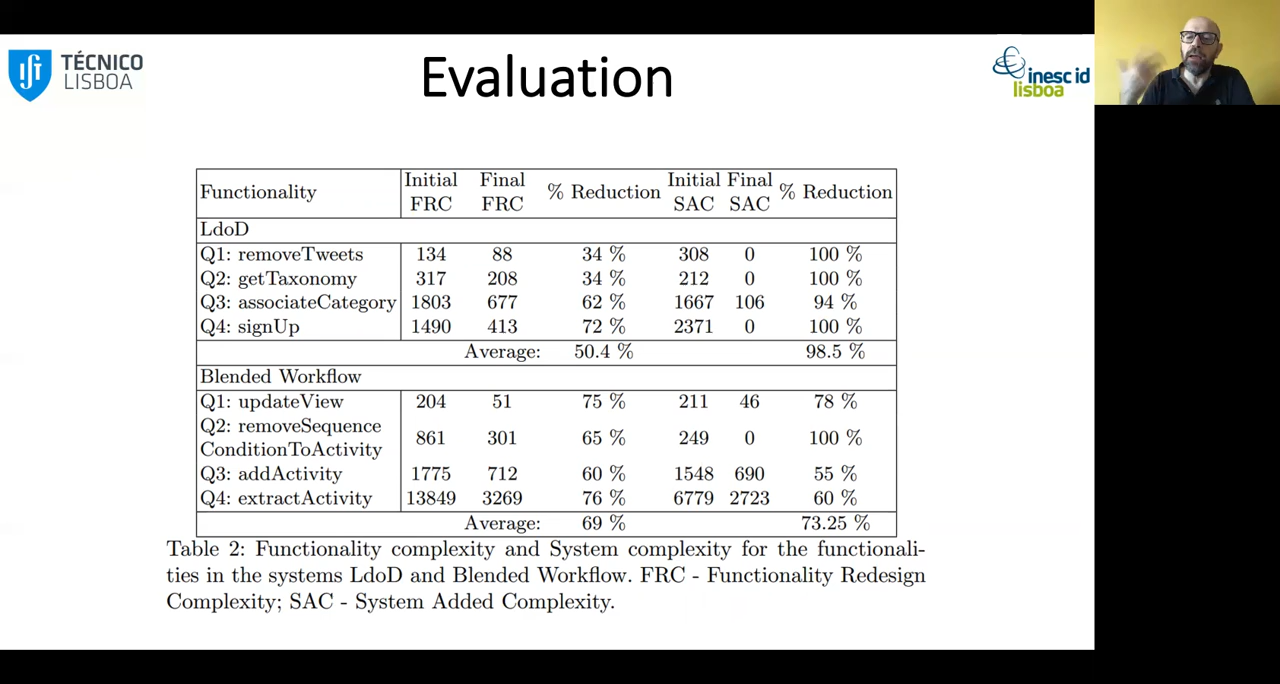 TÉCNICO
LISBOA
Evaluation
inesc id
lisboa
Functionality Initial FRC Final FRC % Reduction Initial SAC Final SAC % Reduction
LdoD
Q1: removeTweets 134 88 34 % 308 0 100 %
Q2: getTaxonomy 317 208 34 % 212 0 100 %
Q3: associateCategory 1803 677 62 % 1667 106 94 %
Q4: signUp 1490 413 72 % 2371 0 100 %
Average: 50.4 % 98.5 %
Blended Workflow
Q1: updateView 204 51 75 % 211 46 78 %
Q2: removeSequence
ConditionToActivity 861 301 65 % 249 0 100 %
Q3: addActivity 1775 712 60 % 1548 690 55 %
Q4: extractActivity 13849 3269 76 % 6779 2723 60 %
Average: 69 % 73.25 %
Table 2: Functionality complexity and System complexity for the functionali-
ties in the systems LdoD and Blended Workflow. FRC - Functionality Redesign
Complexity; SAC - System Added Complexity.